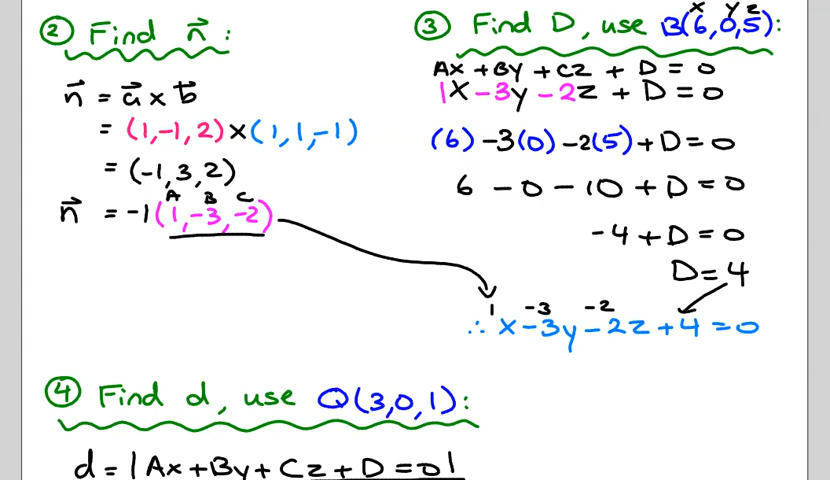 ② Find n⃗ :
n⃗ = a⃗ x b⃗
= (1,-1,2)×(1,1,-1)
= (-1,3,2)
A B C
n⃗ = -1(1,-3,-2)
x y z
③ Find D, use B(6,0,5):
Ax +By +Cz + D = 0
1x -3y -2z + D = 0
(6) -3(0) -2(5) +D = 0
6 - 0 - 10 + D = 0
-4 + D = 0
D = 4
1 -3 -2
∴ x -3y -2z +4 = 0
④ Find d, use Q(3,0,1):
d = |Ax+By+Cz+D=0|